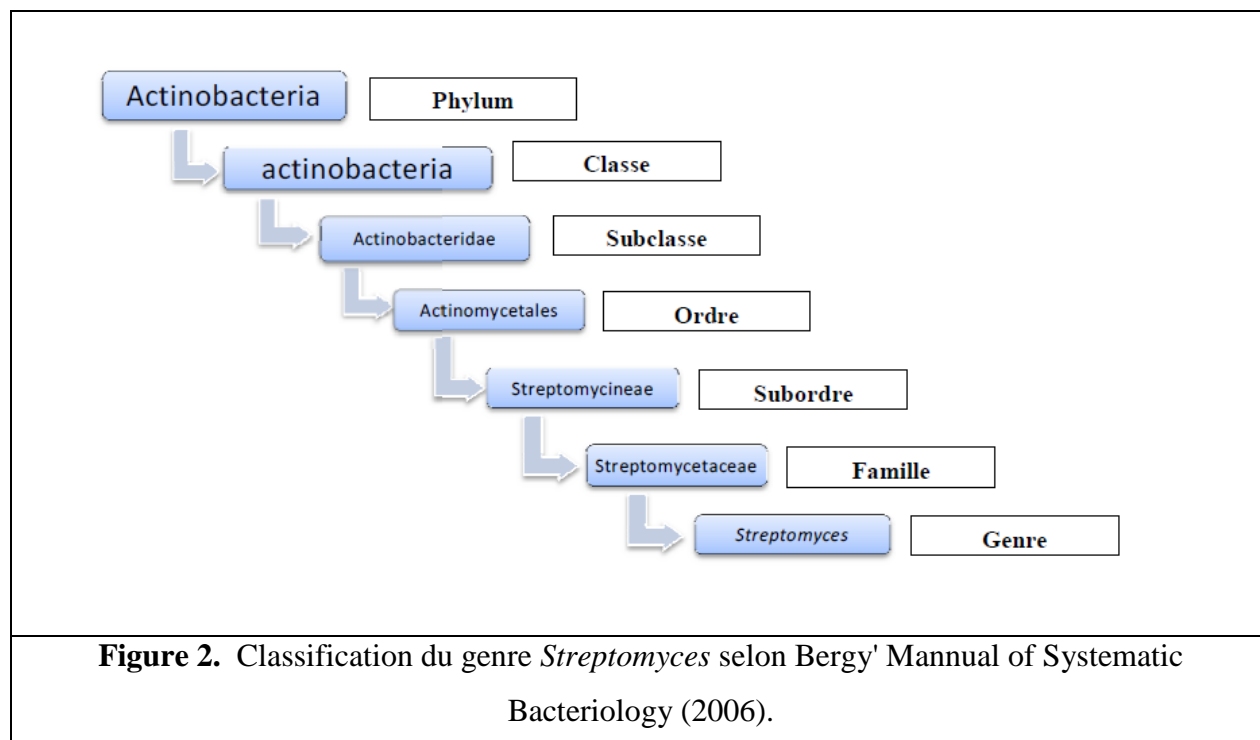 Actinobacteria Phylum
actinobacteria Classe
Actinobacteridae Subclasse
Actinomycetales Ordre
Streptomycineae Subordre
Streptomycetaceae Famille
Streptomyces Genre
Figure 2. Classification du genre Streptomyces selon Bergy' Mannual of Systematic
Bacteriology (2006).